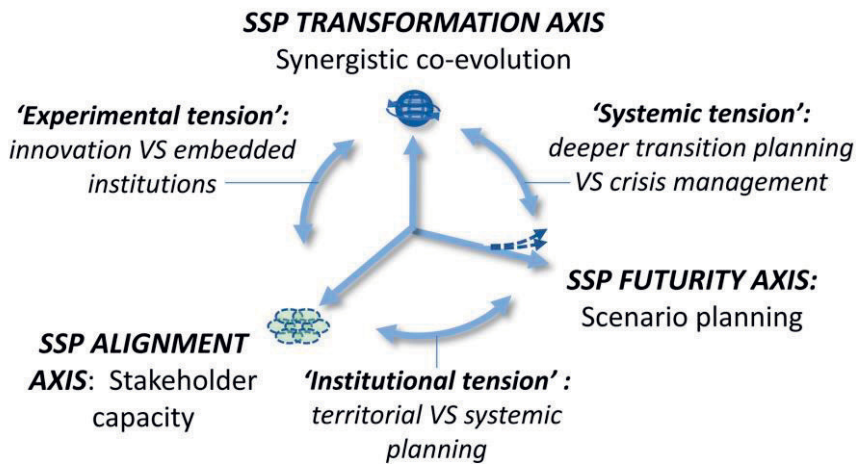 SSP TRANSFORMATION AXIS
Synergistic co-evolution
‘Experimental tension’:
innovation VS embedded
institutions
‘Systemic tension’:
deeper transition planning
VS crisis management
SSP FUTURITY AXIS:
Scenario planning
SSP ALIGNMENT
AXIS: Stakeholder
capacity
‘Institutional tension’ :
territorial VS systemic
planning